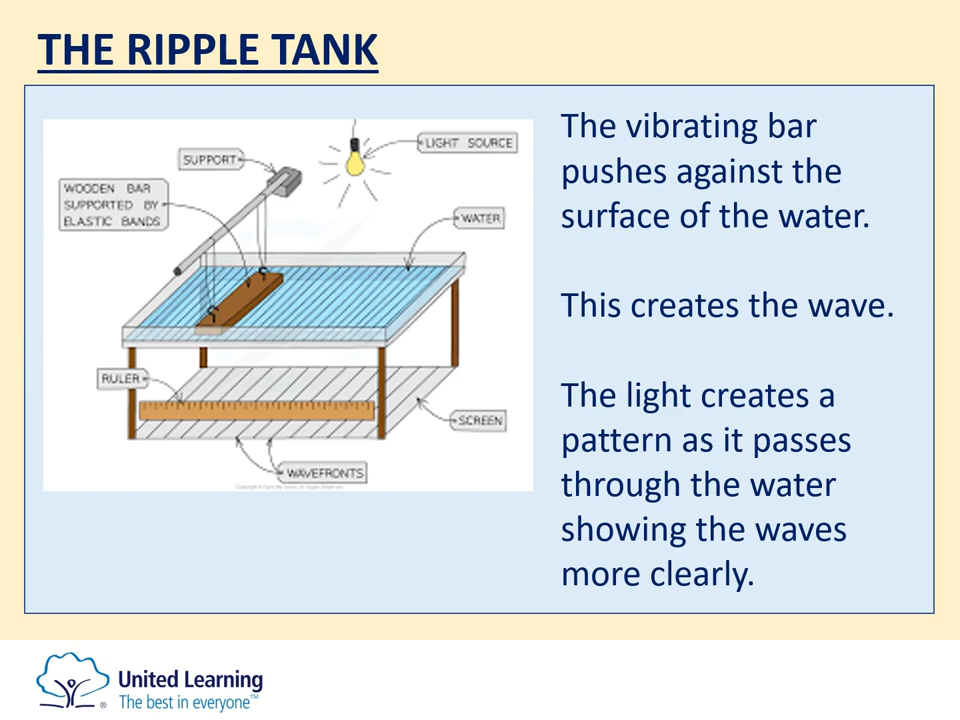 THE RIPPLE TANK
LIGHT SOURCE
SUPPORT
WOODEN BAR
SUPPORTED BY
ELASTIC BANDS
WATER
RULER
SCREEN
WAVEFRONTS
The vibrating bar
pushes against the
surface of the water.
This creates the wave.
The light creates a
pattern as it passes
through the water
showing the waves
more clearly.
United Learning
The best in everyone™
®